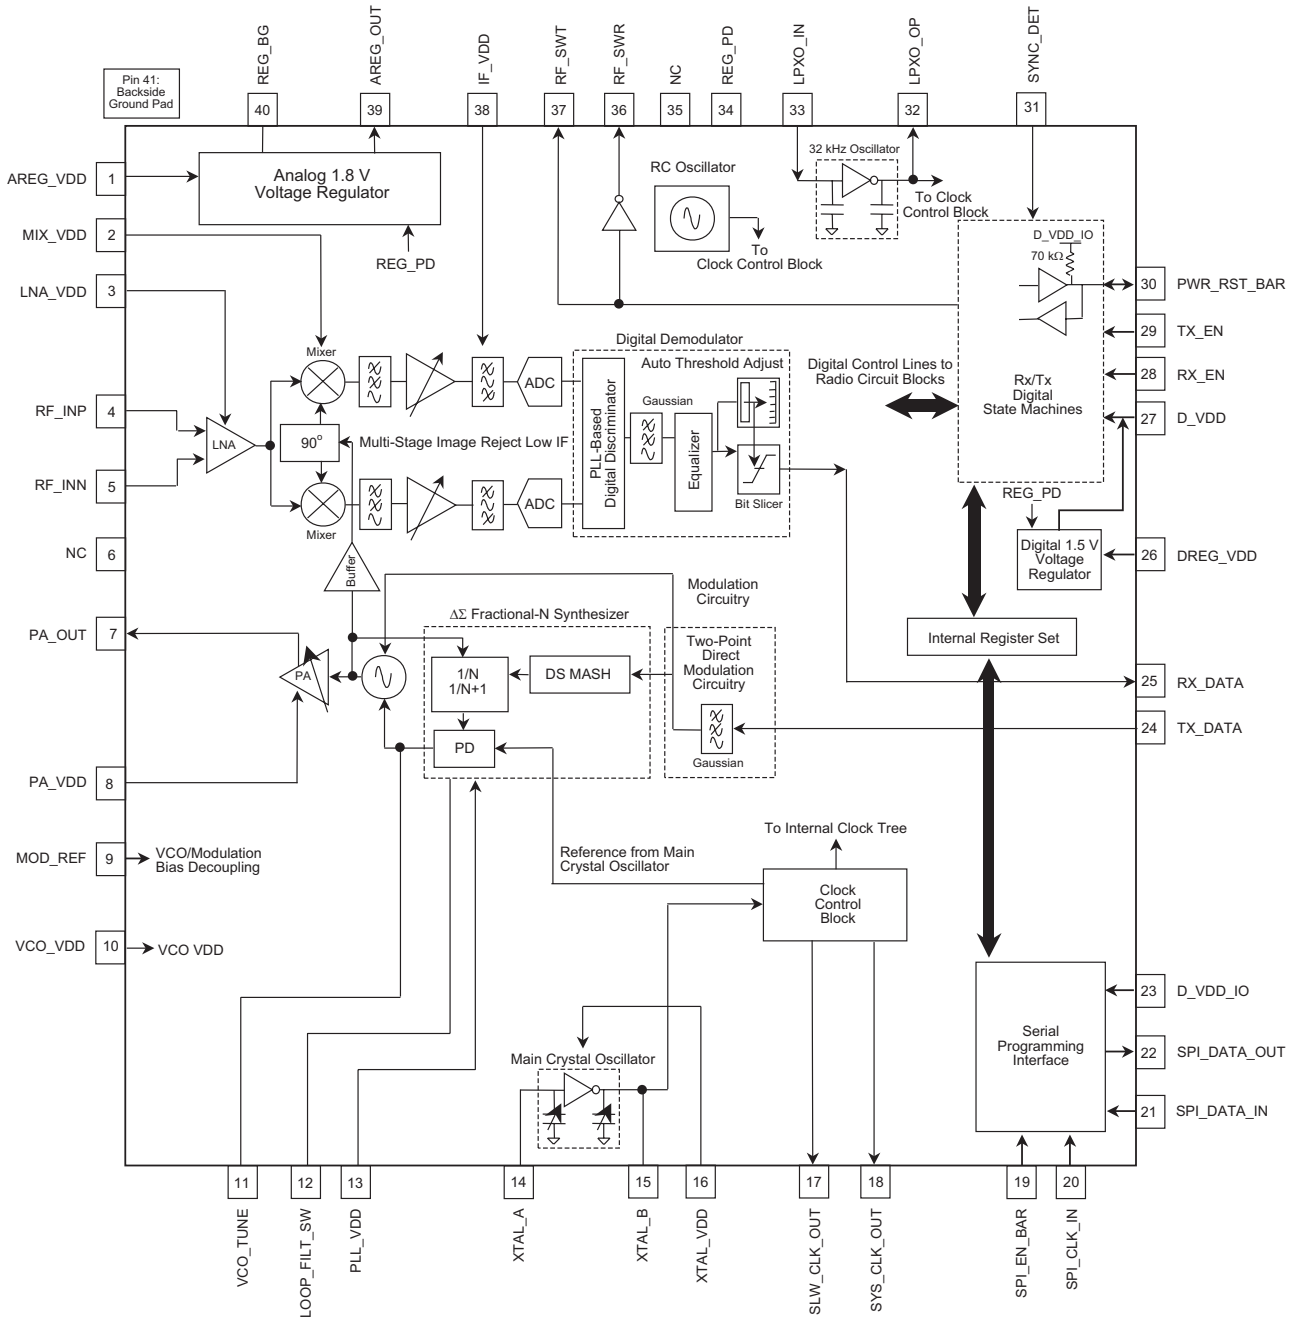 REG_BG
AREG_OUT
IF_VDD
RF_SWT
RF_SWR
NC
REG_PD
LPXO_IN
LPXO_OP
SYNC_DET
Pin 41:
Backside
Ground Pad
40
39
38
37
36
35
34
33
32
31
AREG_VDD
1
Analog 1.8 V
Voltage Regulator
REG_PD
RC Oscillator
To
Clock Control Block
32 kHz Oscillator
To Clock
Control Block
MIX_VDD
2
LNA_VDD
3
D_VDD_IO
70 kΩ
30
PWR_RST_BAR
29
TX_EN
28
RX_EN
27
D_VDD
Rx/Tx
Digital
State Machines
Digital Control Lines to
Radio Circuit Blocks
Digital Demodulator
Auto Threshold Adjust
Mixer
ADC
RF_INP
4
LNA
90°
Multi-Stage Image Reject Low IF
PLL-Based
Digital Discriminator
Gaussian
Equalizer
Bit Slicer
RF_INN
5
Mixer
ADC
REG_PD
Digital 1.5 V
Voltage
Regulator
26
DREG_VDD
NC
6
Buffer
Modulation
Circuitry
ΔΣ Fractional-N Synthesizer
PA_OUT
7
PA
1/N
1/N+1
DS MASH
Two-Point
Direct
Modulation
Circuitry
Gaussian
PD
Internal Register Set
25
RX_DATA
24
TX_DATA
PA_VDD
8
To Internal Clock Tree
MOD_REF
9
VCO/Modulation
Bias Decoupling
Reference from Main
Crystal Oscillator
Clock
Control
Block
VCO_VDD
10
VCO VDD
23
D_VDD_IO
Serial
Programming
Interface
22
SPI_DATA_OUT
21
SPI_DATA_IN
Main Crystal Oscillator
11
12
13
14
15
16
17
18
19
20
VCO_TUNE
LOOP_FILT_SW
PLL_VDD
XTAL_A
XTAL_B
XTAL_VDD
SLW_CLK_OUT
SYS_CLK_OUT
SPI_EN_BAR
SPI_CLK_IN